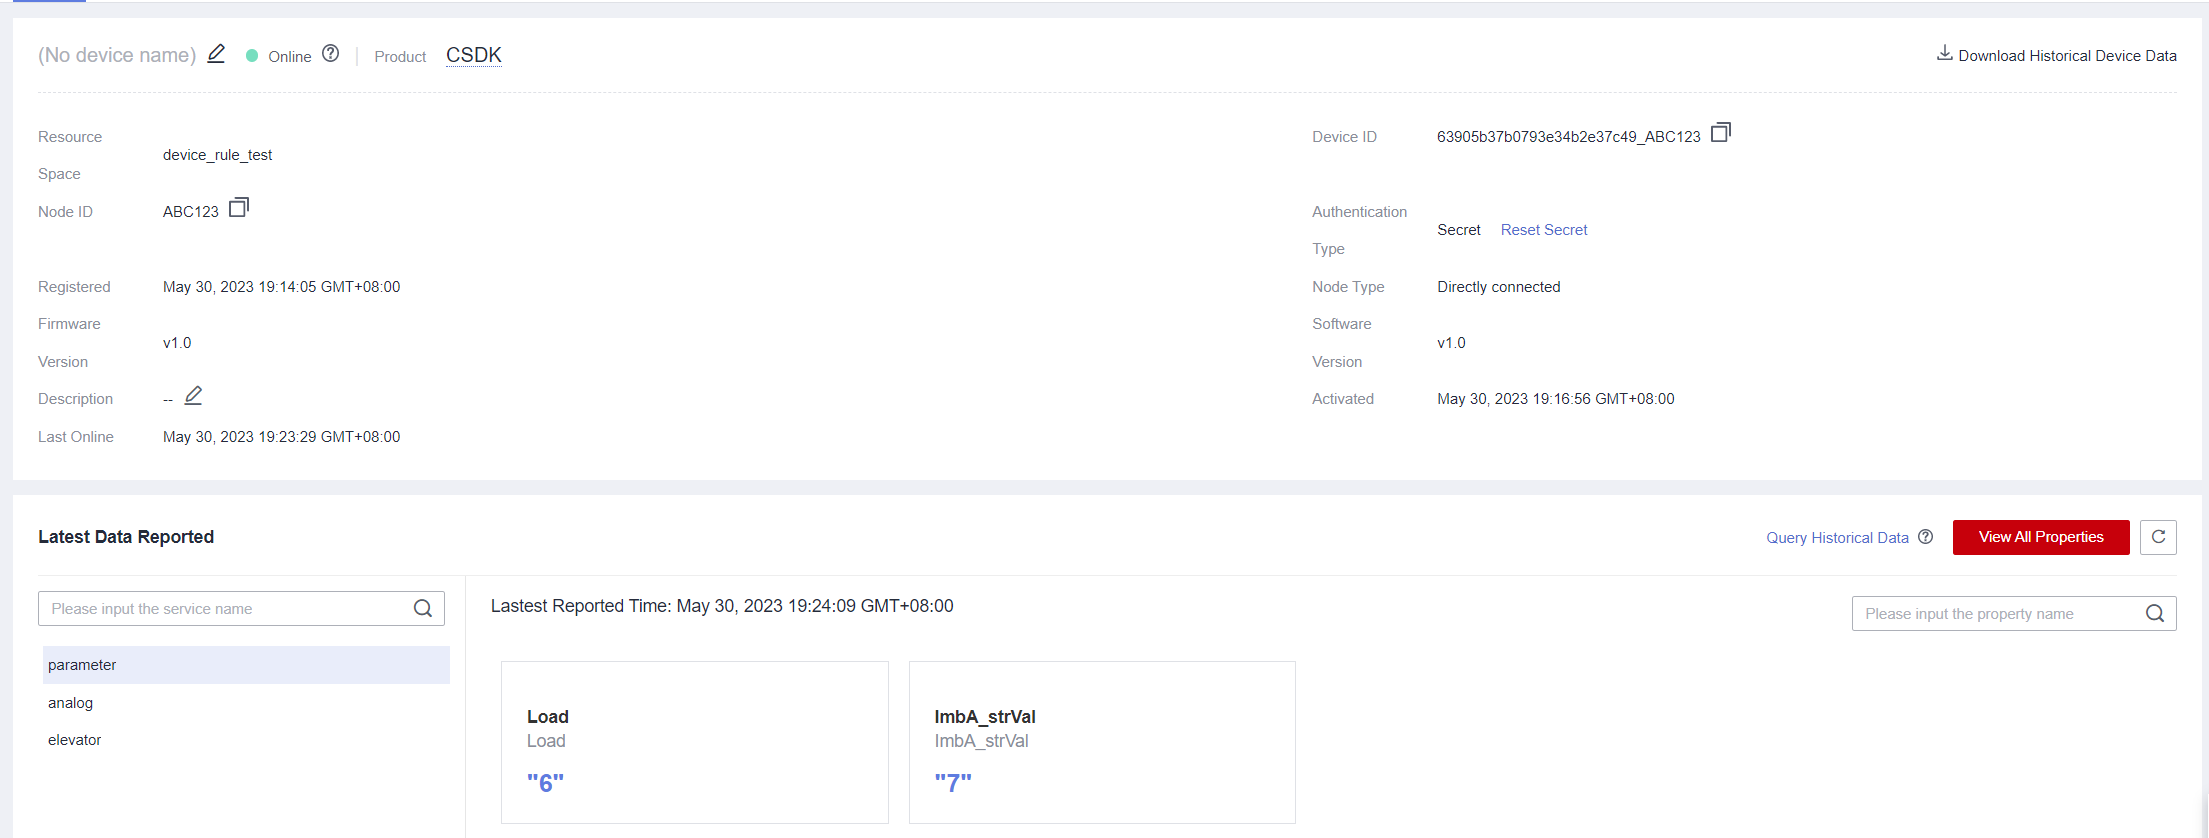 (No device name) Online Product CSDK Download Historical Device Data
Resource Space device_rule_test Device ID 63905b37b0793e34b2e37c49_ABC123
Node ID ABC123 Authentication Type Secret Reset Secret
Registered May 30, 2023 19:14:05 GMT+08:00 Node Type Directly connected
Firmware Version v1.0 Software Version v1.0
Description -- Activated May 30, 2023 19:16:56 GMT+08:00
Last Online May 30, 2023 19:23:29 GMT+08:00
Latest Data Reported Query Historical Data View All Properties
Please input the service name
parameter
analog
elevator
Lastest Reported Time: May 30, 2023 19:24:09 GMT+08:00
Please input the property name
Load
Load
"6"
ImbA_strVal
ImbA_strVal
"7"